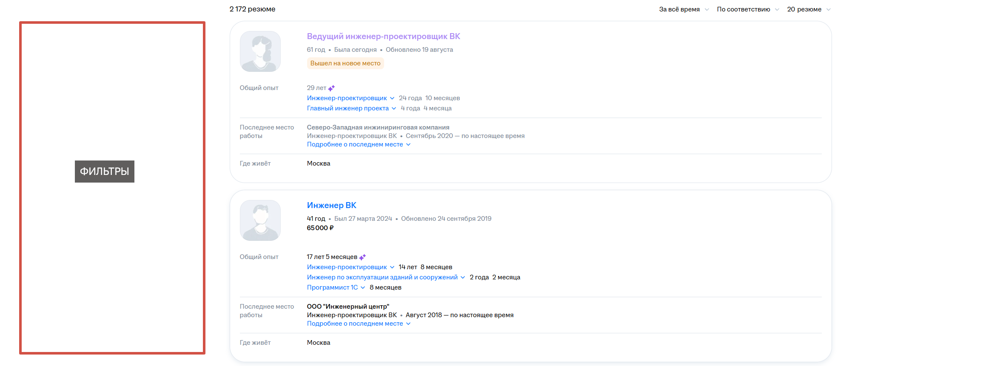 2 172 резюме
За всё время По соответствию 20 резюме
ФИЛЬТРЫ
Ведущий инженер-проектировщик ВК
61 год • Была сегодня • Обновлено 19 августа
Вышел на новое место
Общий опыт
29 лет
Инженер-проектировщик 24 года 10 месяцев
Главный инженер проекта 4 года 4 месяца
Последнее место
работы
Северо-Западная инжиниринговая компания
Инженер-проектировщик ВК • Сентябрь 2020 — по настоящее время
Подробнее о последнем месте
Где живёт
Москва
Инженер ВК
41 год • Был 27 марта 2024 • Обновлено 24 сентября 2019
65 000 ₽
Общий опыт
17 лет 5 месяцев
Инженер-проектировщик 14 лет 8 месяцев
Инженер по эксплуатации зданий и сооружений 2 года 2 месяца
Программист 1С 8 месяцев
Последнее место
работы
ООО "Инженерный центр"
Инженер-проектировщик ВК • Август 2018 — по настоящее время
Подробнее о последнем месте
Где живёт
Москва